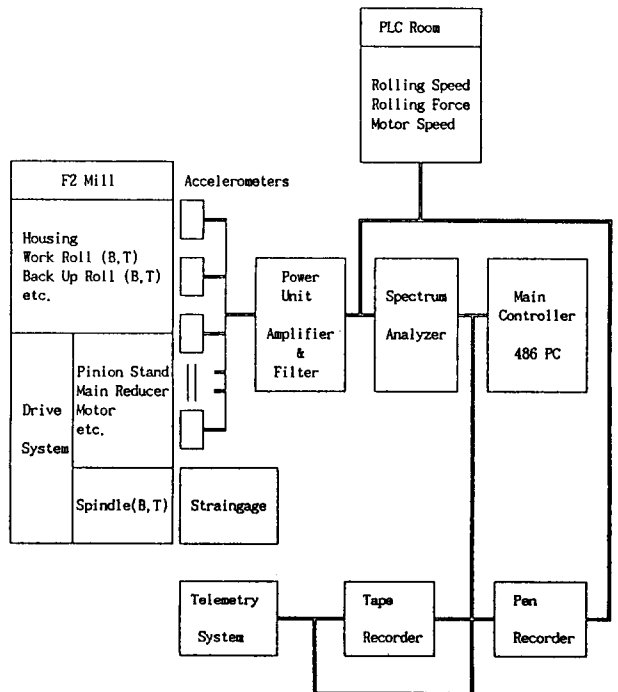 PLC Room
Rolling Speed
Rolling Force
Motor Speed
F2 Mill
Accelerometers
Housing
Work Roll (B,T)
Back Up Roll (B,T)
etc.
Power
Unit
Amplifier
&
Filter
Spectrum
Analyzer
Main
Controller
486 PC
Drive
System
Pinion Stand
Main Reducer
Motor
etc.
Spindle(B,T)
Straingage
Telemetry
System
Tape
Recorder
Pen
Recorder